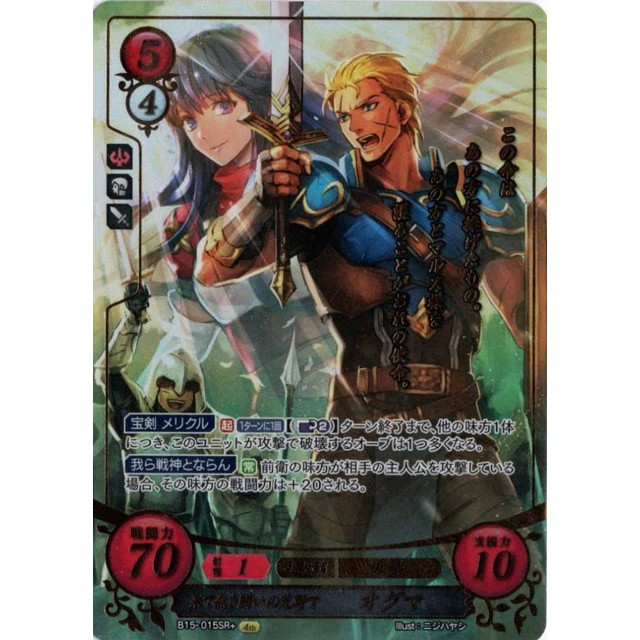 5
4
この命は
あの方に捧げたもの。
あの方とマルス様を
護ることがおれの使命。
宝剣 メリクル 起 1ターンに1回【②】ターン終了まで、他の味方1体
につき、このユニットが攻撃で破壊するオーブは1つ多くなる。
我ら戦神とならん 常 前衛の味方が相手の主人公を攻撃している
場合、その味方の戦闘力は+20される。
戦闘力
70
射程 1
支援力
10
オグマ
B15-015SR+ 4th
Illust:ニジハヤシ